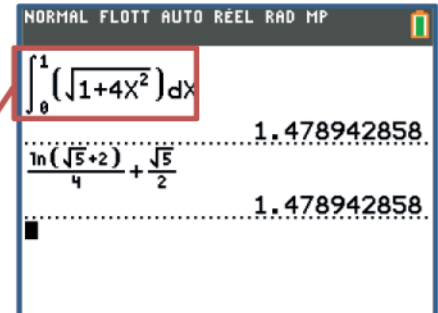 NORMAL FLOTT AUTO RÉEL RAD MP
∫₀¹(√(1+4X²))dX
1.478942858
ln(√5+2)/4+√5/2
1.478942858